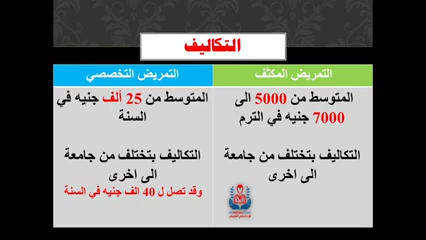 التكاليف
التمريض المكثف
التمريض التخصصي
المتوسط من 5000 الى
7000 جنيه في الترم
المتوسط من 25 ألف جنيه في
السنة
التكاليف بتختلف من جامعة
الى اخرى
التكاليف بتختلف من جامعة
الى اخرى
وقد تصل ل 40 الف جنيه في السنة